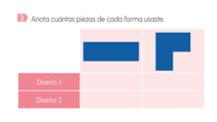 2 Anota cuántas piezas de cada forma usaste.
Diseño 1
Diseño 2